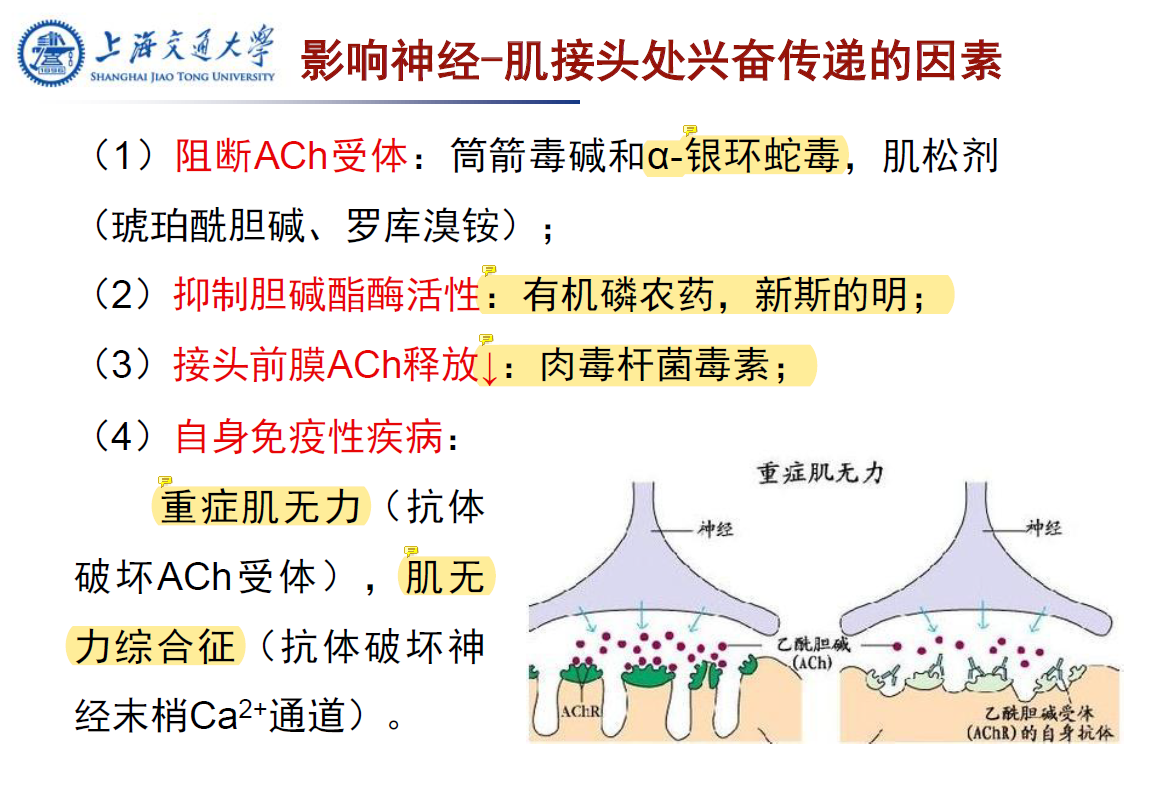 上海交通大学
SHANGHAI JIAO TONG UNIVERSITY
1896
影响神经–肌接头处兴奋传递的因素
（1）阻断ACh受体：筒箭毒碱和α-银环蛇毒，肌松剂
（琥珀酰胆碱、罗库溴铵）；
（2）抑制胆碱酯酶活性：有机磷农药，新斯的明；
（3）接头前膜ACh释放↓：肉毒杆菌毒素；
（4）自身免疫性疾病：
重症肌无力（抗体
破坏ACh受体），肌无
力综合征（抗体破坏神
经末梢Ca²⁺通道）。
重症肌无力
神经
神经
乙酰胆碱
(ACh)
AChR
乙酰胆碱受体
(AChR)的自身抗体